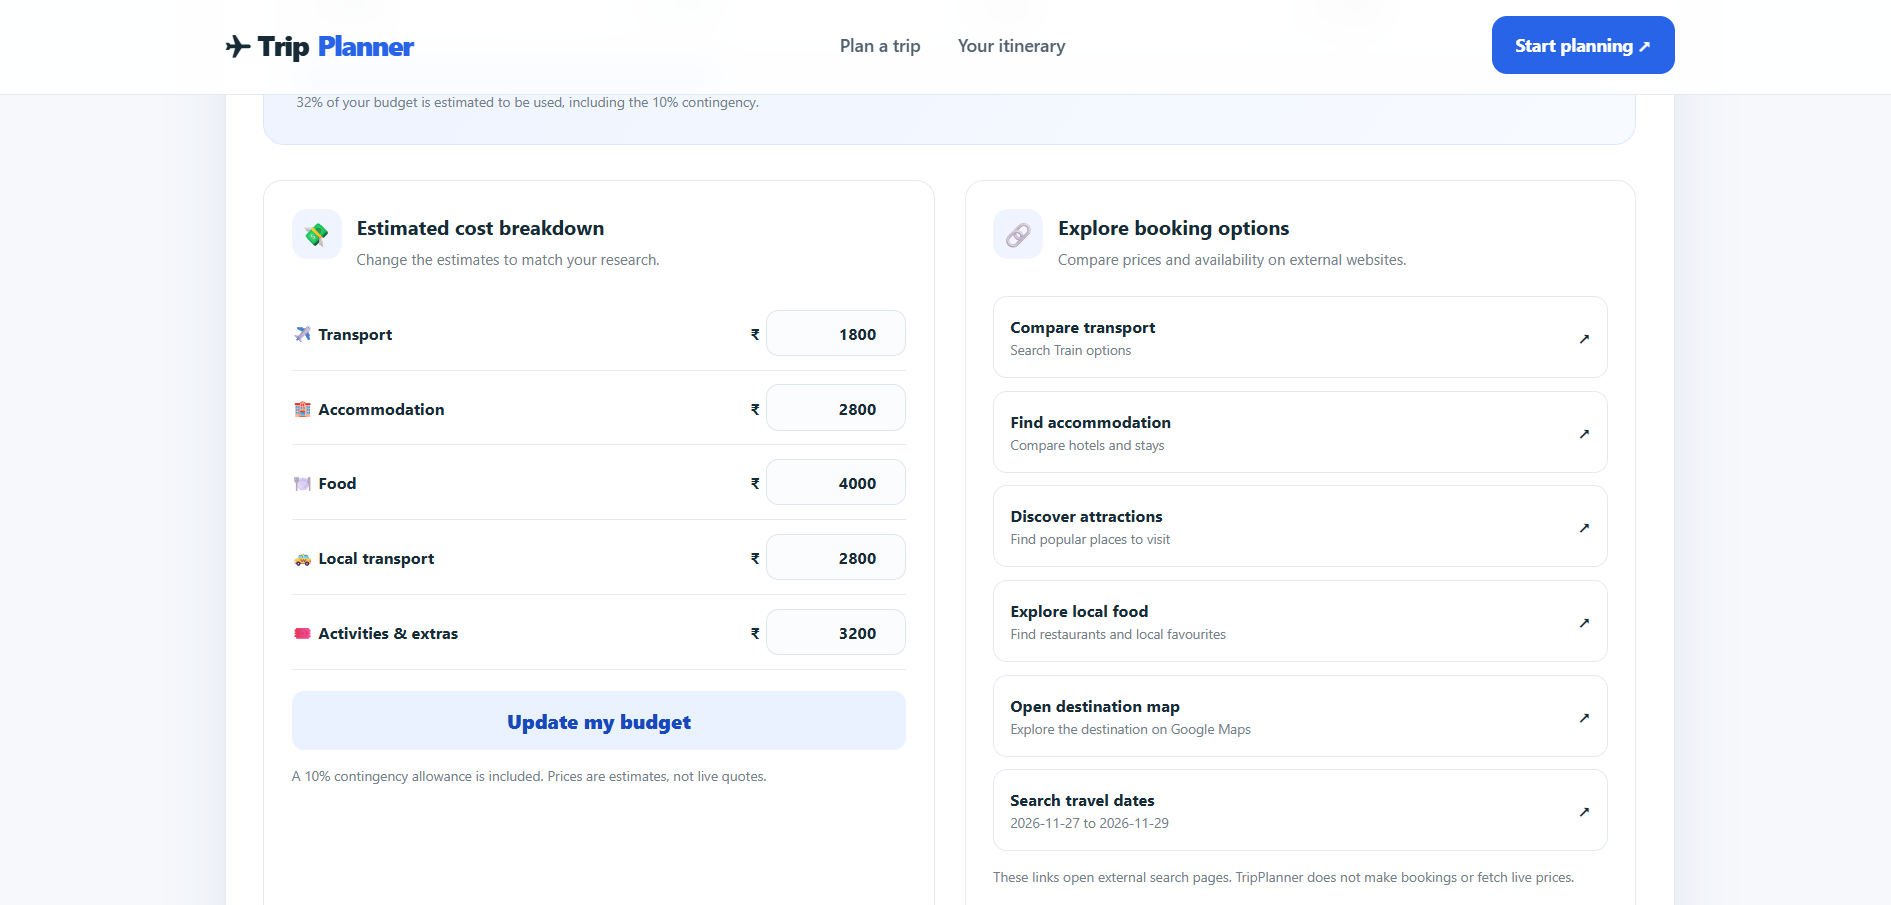 Trip Planner
Plan a trip
Your itinerary
Start planning ↗
32% of your budget is estimated to be used, including the 10% contingency.
Estimated cost breakdown
Change the estimates to match your research.
Transport
₹ 1800
Accommodation
₹ 2800
Food
₹ 4000
Local transport
₹ 2800
Activities & extras
₹ 3200
Update my budget
A 10% contingency allowance is included. Prices are estimates, not live quotes.
Explore booking options
Compare prices and availability on external websites.
Compare transport
Search Train options
↗
Find accommodation
Compare hotels and stays
↗
Discover attractions
Find popular places to visit
↗
Explore local food
Find restaurants and local favourites
↗
Open destination map
Explore the destination on Google Maps
↗
Search travel dates
2026-11-27 to 2026-11-29
↗
These links open external search pages. TripPlanner does not make bookings or fetch live prices.